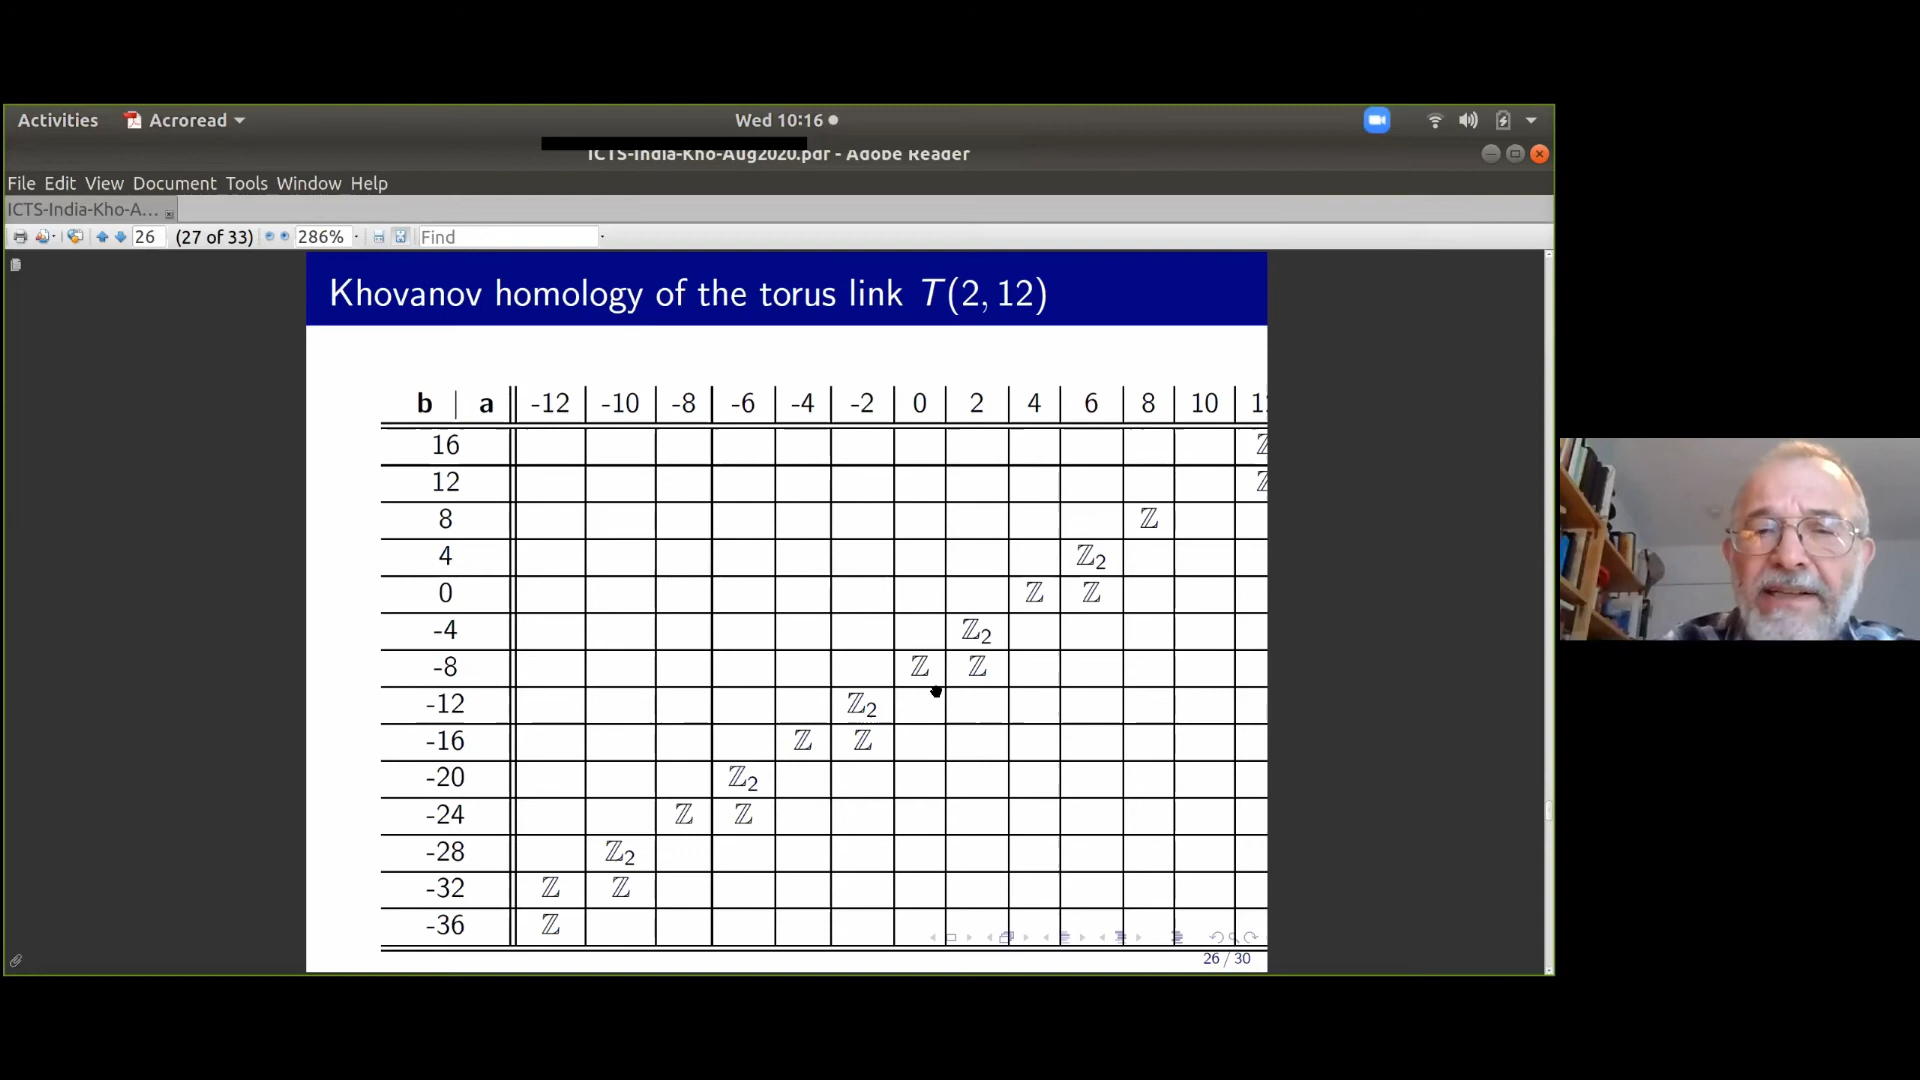 Activities Acroread Wed 10:16
ICTS-India-Kho-Aug2020.pdf - Adobe Reader
File Edit View Document Tools Window Help
ICTS-India-Kho-A...
26 (27 of 33) 286% Find
Khovanov homology of the torus link T(2, 12)
b | a -12 -10 -8 -6 -4 -2 0 2 4 6 8 10
16 ℤ
12 ℤ
8 ℤ
4 ℤ₂
0 ℤ ℤ
-4 ℤ₂
-8 ℤ ℤ
-12 ℤ₂
-16 ℤ ℤ
-20 ℤ₂
-24 ℤ ℤ
-28 ℤ₂
-32 ℤ ℤ
-36 ℤ
26 / 30